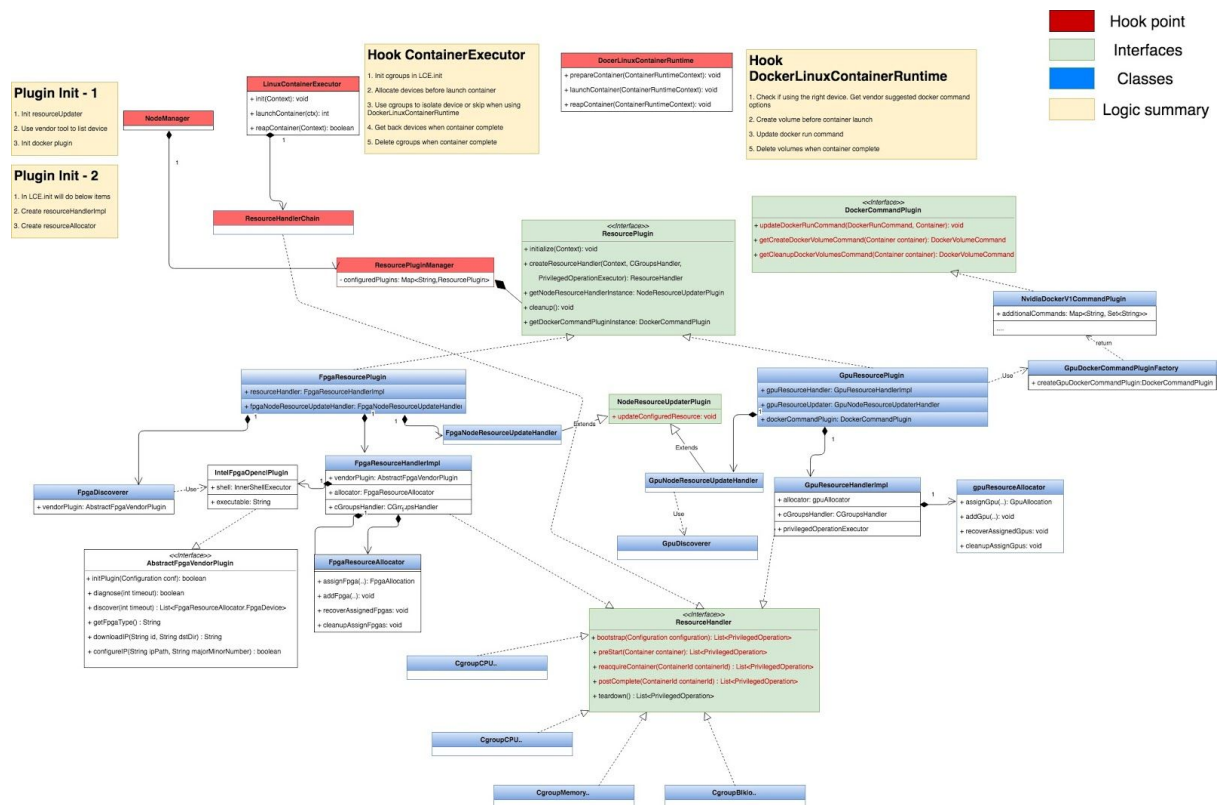 Hook point
Interfaces
Classes
Logic summary
Plugin Init - 1
1. Init resourceUpdater
2. Use vendor tool to list device
3. Init docker plugin
Plugin Init - 2
1. In LCE.init will do below items
2. Create resourceHandlerImpl
3. Create resourceAllocator
NodeManager
1
LinuxContainerExecutor
+ init(Context): void
+ launchContainer(ctx): int
+ reapContainer(Context): boolean
1
Hook ContainerExecutor
1. Init cgroups in LCE.init
2. Allocate devices before launch container
3. Use cgroups to isolate device or skip when using
DockerLinuxContainerRuntime
4. Get back devices when container complete
5. Delete cgroups when container complete
DocerLinuxContainerRuntime
+ prepareContainer(ContainerRuntimeContext): void
+ launchContainer(ContainerRuntimeContext): void
+ reapContainer(ContainerRuntimeContext): void
Hook
DockerLinuxContainerRuntime
1. Check if using the right device. Get vendor suggested docker command
options
2. Create volume before container launch
3. Update docker run command
5. Delete volumes when container complete
ResourceHandlerChain
ResourcePluginManager
- configuredPlugins: Map<String,ResourcePlugin>
<<Interface>>
ResourcePlugin
+ initialize(Context): void
+ createResourceHandler(Context, CGroupsHandler,
PrivilegedOperationExecutor): ResourceHandler
+ getNodeResourceHandlerInstance: NodeResourceUpdaterPlugin
+ cleanup(): void
+ getDockerCommandPluginInstance: DockerCommandPlugin
<<Interface>>
DockerCommandPlugin
+ updateDockerRunCommand(DockerRunCommand, Container): void
+ getCreateDockerVolumeCommand(Container container): DockerVolumeCommand
+ getCleanupDockerVolumesCommand(Container container): DockerVolumeCommand
NvidiaDockerV1CommandPlugin
+ additionalCommands: Map<String, Set<String>>
....
return
GpuDockerCommandPluginFactory
+ createGpuDockerCommandPlugin:DockerCommandPlugin
Use
FpgaResourcePlugin
+ resourceHandler: FpgaResourceHandlerImpl
+ fpgaNodeResourceUpdateHandler: FpgaNodeResourceUpdateHandler
1
1
1
NodeResourceUpdaterPlugin
+ updateConfiguredResource: void
Extends
Extends
GpuResourcePlugin
+ gpuResourceHandler: GpuResourceHandlerImpl
+ gpuResourceUpdater: GpuNodeResourceUpdaterHandler
+ dockerCommandPlugin: DockerCommandPlugin
1
1
FpgaNodeResourceUpdateHandler
FpgaDiscoverer
+ vendorPlugin: AbstractFpgaVendorPlugin
Use
IntelFpgaOpenclPlugin
+ shell: InnerShellExecutor
+ executable: String
FpgaResourceHandlerImpl
+ vendorPlugin: AbstractFpgaVendorPlugin
+ allocator: FpgaResourceAllocator
+ cGroupsHandler: CGroupsHandler
GpuNodeResourceUpdateHandler
Use
GpuDiscoverer
GpuResourceHandlerImpl
+ allocator: gpuAllocator
+ cGroupsHandler: CGroupsHandler
+ privilegedOperationExecutor
1
gpuResourceAllocator
+ assignGpu(..): GpuAllocation
+ addGpu(..): void
+ recoverAssignedGpus: void
+ cleanupAssignGpus: void
<<Interface>>
AbstractFpgaVendorPlugin
+ initPlugin(Configuration conf): boolean
+ diagnose(int timeout): boolean
+ discover(int timeout) : List<FpgaResourceAllocator.FpgaDevice>
+ getFpgaType() : String
+ downloadIP(String id, String dstDir) : String
+ configureIP(String ipPath, String majorMinorNumber) : boolean
FpgaResourceAllocator
+ assignFpga(..): FpgaAllocation
+ addFpga(..): void
+ recoverAssignedFpgas: void
+ cleanupAssignFpgas: void
<<Interface>>
ResourceHandler
+ bootstrap(Configuration configuration): List<PrivilegedOperation>
+ preStart(Container container): List<PrivilegedOperation>
+ reacquireContainer(ContainerId containerId) : List<PrivilegedOperation>
+ postComplete(ContainerId containerId) : List<PrivilegedOperation>
+ teardown() : List<PrivilegedOperation>
CgroupCPU..
CgroupCPU..
CgroupMemory..
CgroupBlkio..